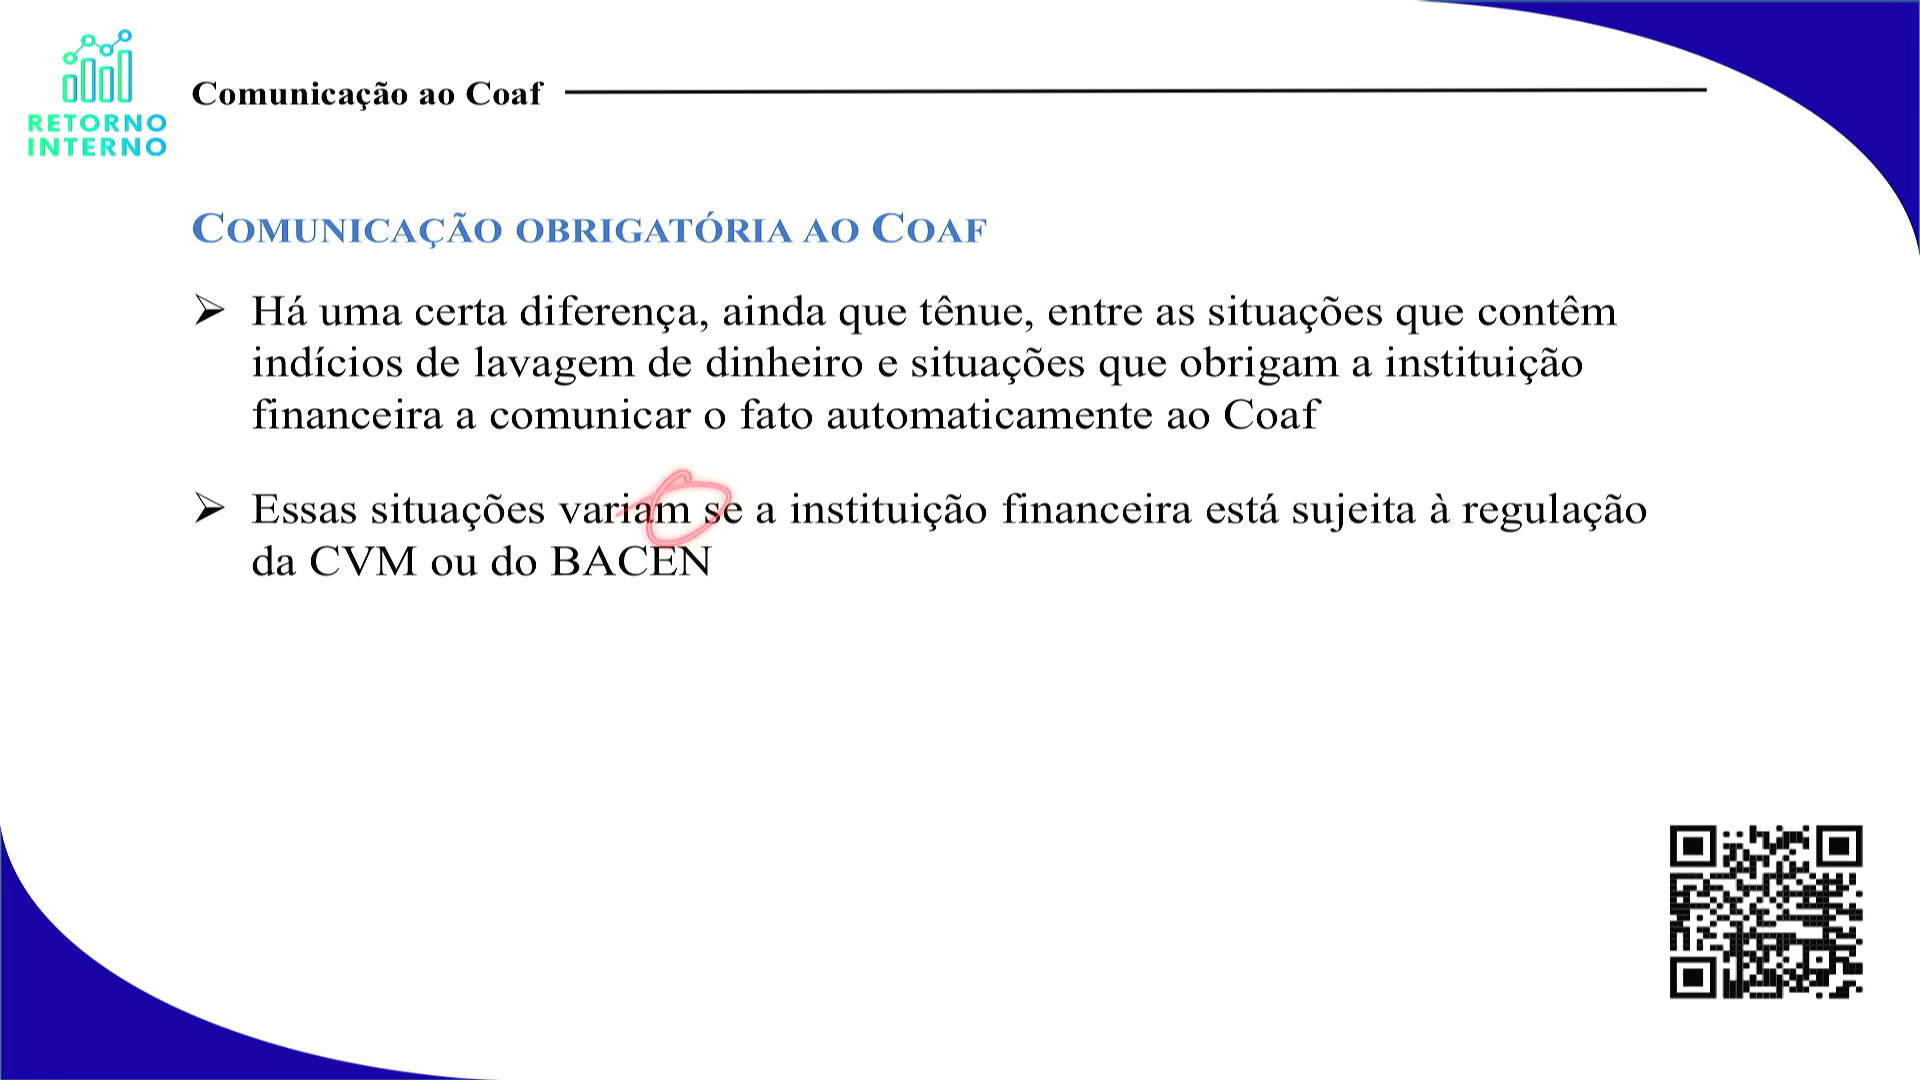 RETORNO
INTERNO
Comunicação ao Coaf
COMUNICAÇÃO OBRIGATÓRIA AO COAF
➢ Há uma certa diferença, ainda que tênue, entre as situações que contêm
indícios de lavagem de dinheiro e situações que obrigam a instituição
financeira a comunicar o fato automaticamente ao Coaf
➢ Essas situações variam se a instituição financeira está sujeita à regulação
da CVM ou do BACEN